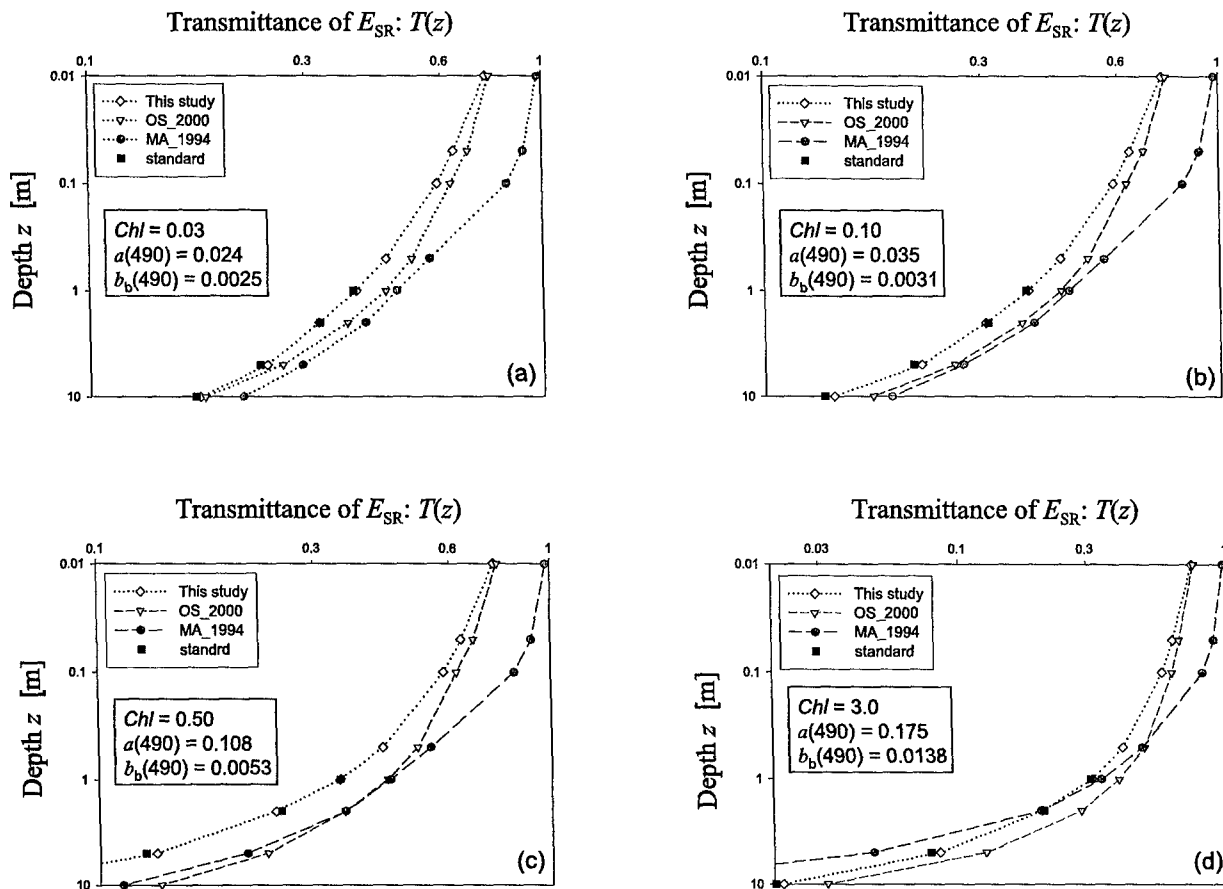 Transmittance of E_SR: T(z)
0.1 0.3 0.6 1
0.01
0.1
1
10
Depth z [m]
This study
OS_2000
MA_1994
standard
Chl = 0.03
a(490) = 0.024
b_b(490) = 0.0025
(a)
Transmittance of E_SR: T(z)
0.1 0.3 0.6 1
0.01
0.1
1
10
Depth z [m]
This study
OS_2000
MA_1994
standard
Chl = 0.10
a(490) = 0.035
b_b(490) = 0.0031
(b)
Transmittance of E_SR: T(z)
0.1 0.3 0.6 1
0.01
0.1
1
10
Depth z [m]
This study
OS_2000
MA_1994
standrd
Chl = 0.50
a(490) = 0.108
b_b(490) = 0.0053
(c)
Transmittance of E_SR: T(z)
0.03 0.1 0.3 1
0.01
0.1
1
10
Depth z [m]
This study
OS_2000
MA_1994
standard
Chl = 3.0
a(490) = 0.175
b_b(490) = 0.0138
(d)